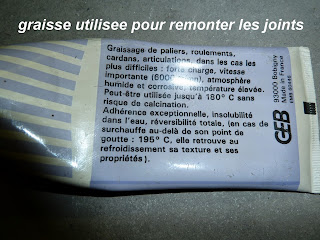 graisse utilisee pour remonter les joints
Graissage de paliers, roulements,
cardans, articulations, dans les cas les
plus difficiles : forte charge, vitesse
importante (6000 atmosphère
humide et corrosive, température élevée.
Peut-être utilisée jusqu'à 180° C sans
risque de calcination.
Adhérence exceptionnelle, insolubilité
dans l'eau, réversibilité totale, (en cas de
surchauffe au-delà de son point de
goutte : 195° C, elle retrouve au
refroidissement sa texture et ses
propriétés).
GEB
93000 Bobigny
Made in France